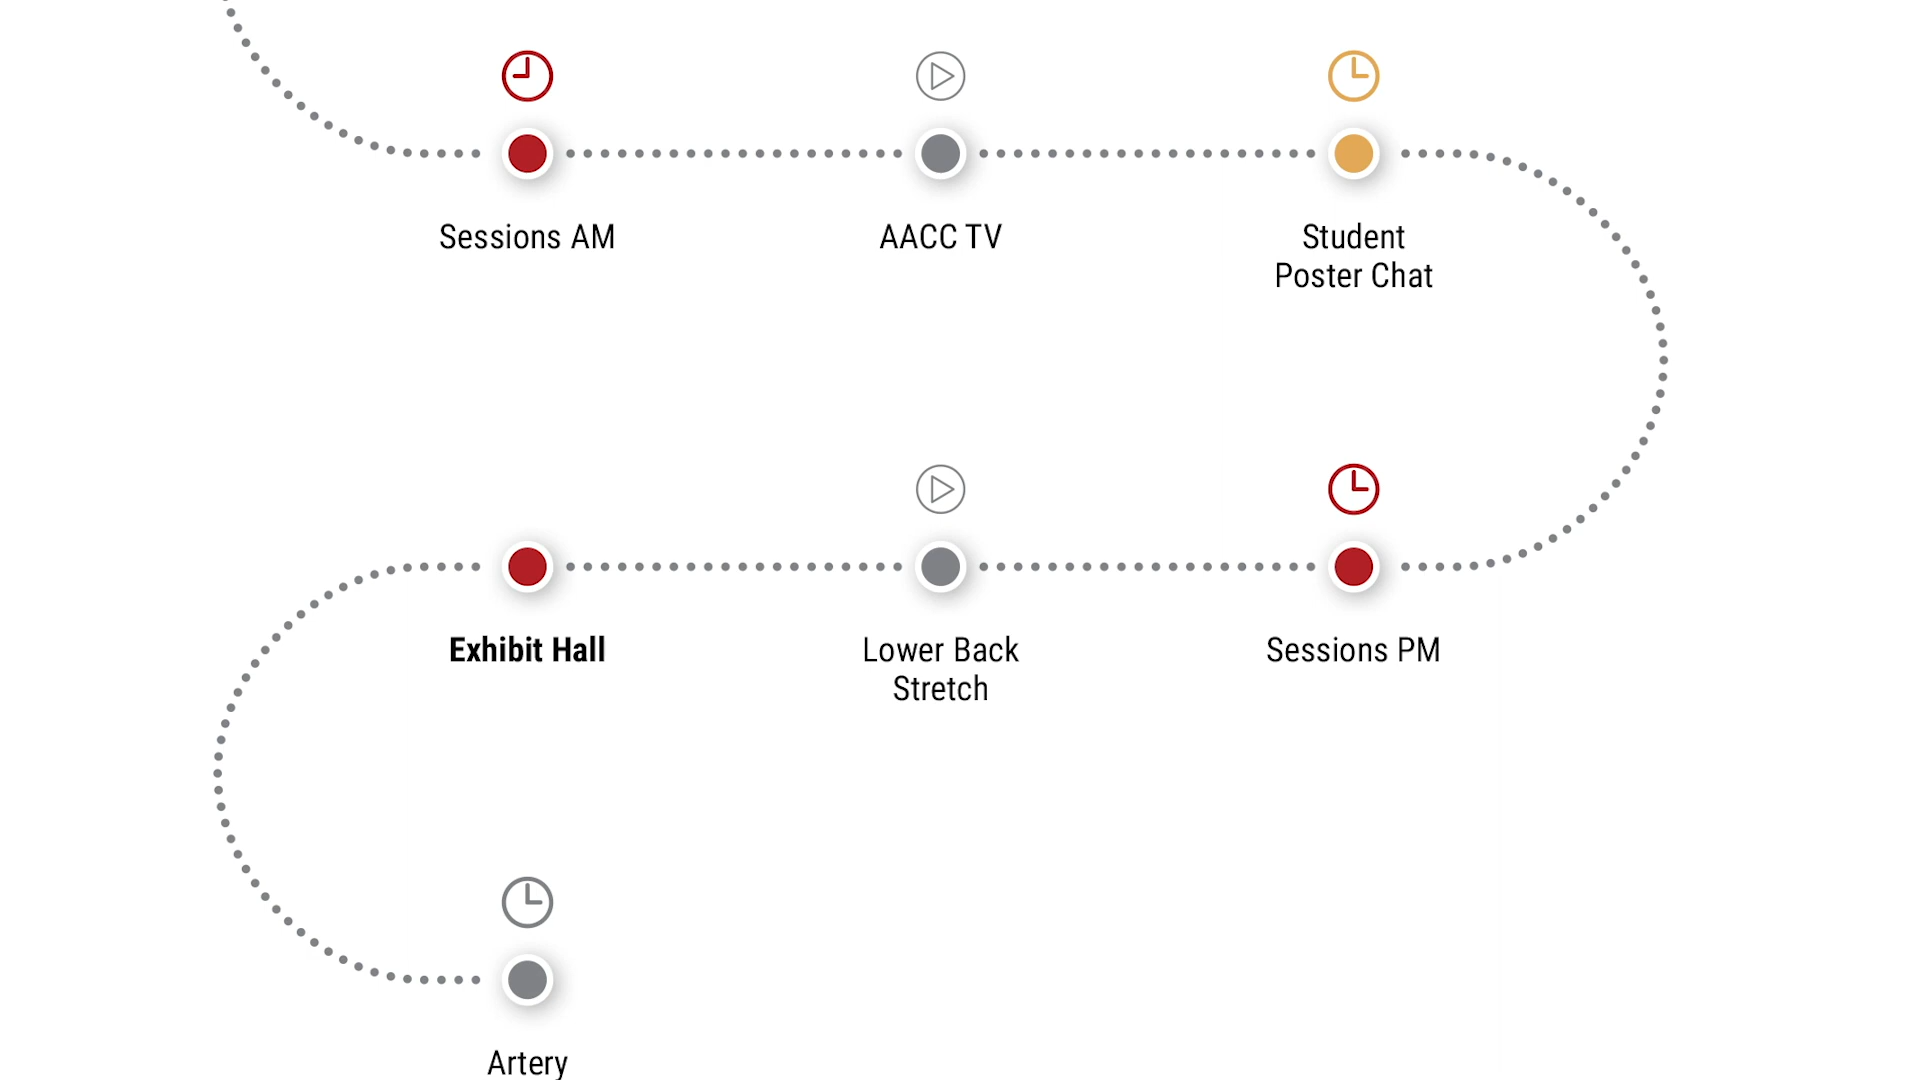 Sessions AM
AACC TV
Student
Poster Chat
Exhibit Hall
Lower Back
Stretch
Sessions PM
Artery